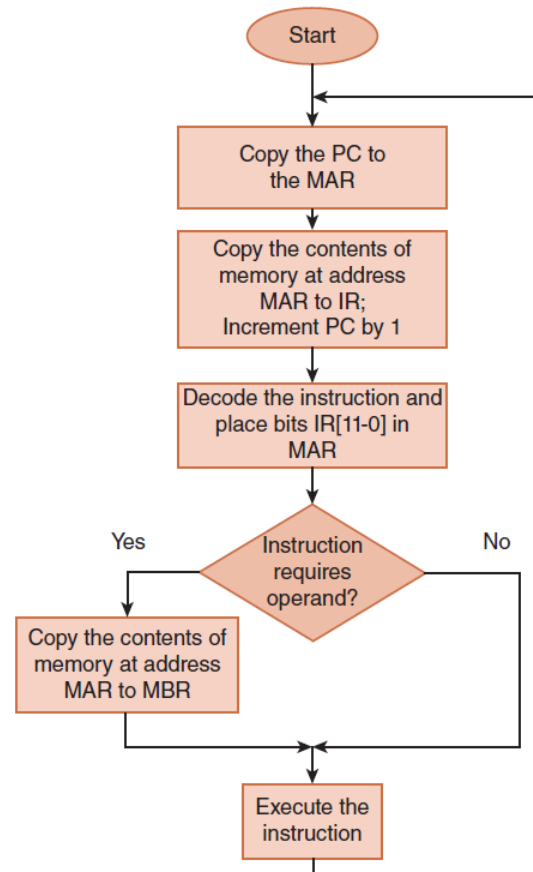 Start
Copy the PC to
the MAR
Copy the contents of
memory at address
MAR to IR;
Increment PC by 1
Decode the instruction and
place bits IR[11-0] in
MAR
Yes
Instruction
requires
operand?
No
Copy the contents of
memory at address
MAR to MBR
Execute the
instruction